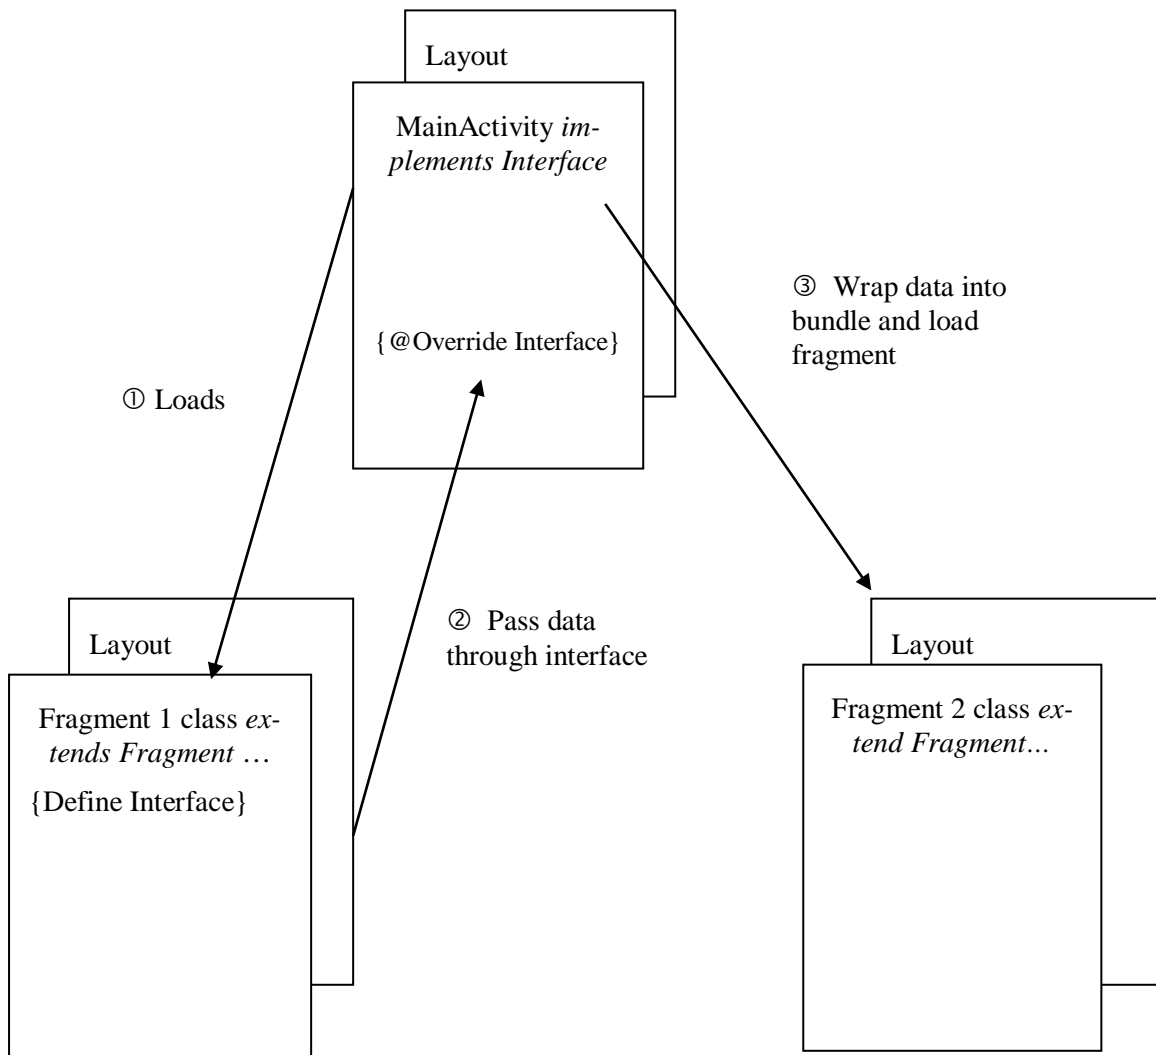 Layout
MainActivity im-
plements Interface
{@Override Interface}
③ Wrap data into
bundle and load
fragment
① Loads
② Pass data
through interface
Layout
Fragment 1 class ex-
tends Fragment …
{Define Interface}
Layout
Fragment 2 class ex-
tend Fragment...